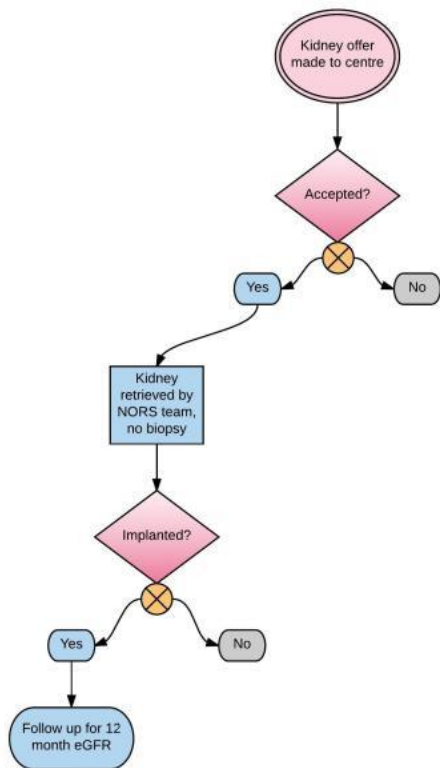 Kidney offer
made to centre
Accepted?
Yes
No
Kidney
retrieved by
NORS team,
no biopsy
Implanted?
Yes
No
Follow up for 12
month eGFR